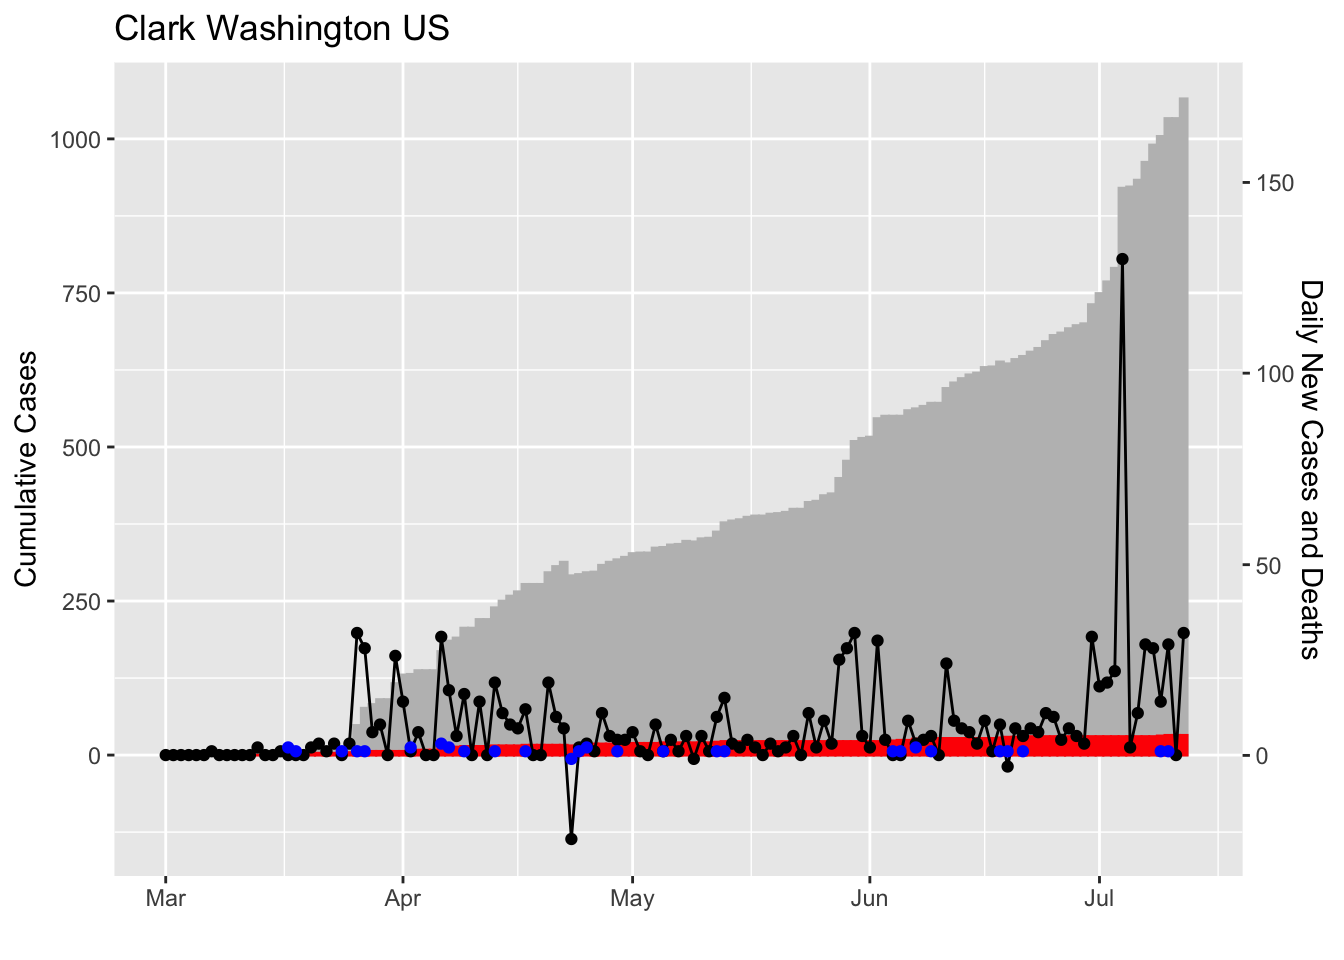 Clark Washington US
Cumulative Cases
1000
750
500
250
0
150
100
50
0
Daily New Cases and Deaths
Mar
Apr
May
Jun
Jul